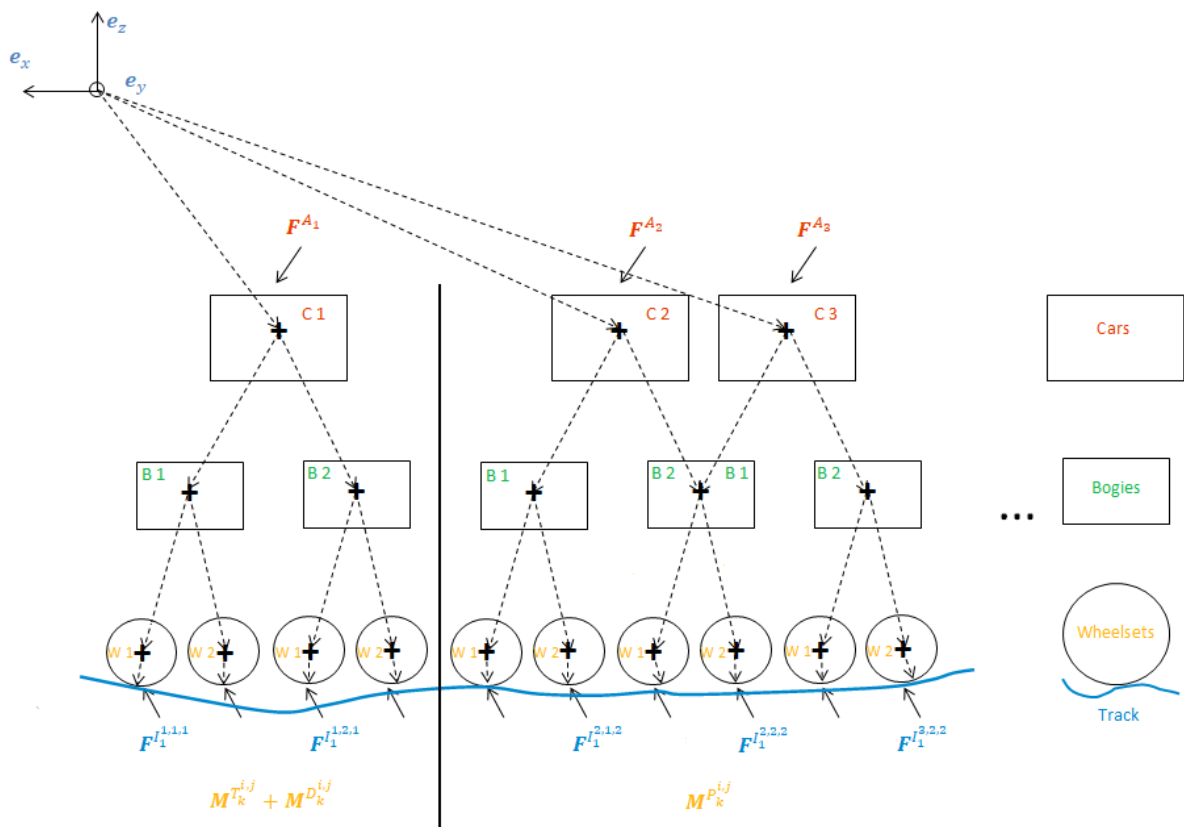 e_z
e_x
e_y
F^{A_1} F^{A_2} F^{A_3}
C 1 C 2 C 3 Cars
B 1 B 2 B 1 B 2 B 1 B 2 Bogies
...
W 1 W 2 W 1 W 2 W 1 W 2 W 1 W 2 W 1 W 2 Wheelsets
Track
F^{I_1^{1,1,1}} F^{I_1^{1,2,1}} F^{I_1^{2,1,2}} F^{I_1^{2,2,2}} F^{I_1^{3,2,2}}
M^{T_k^{i,j}} + M^{D_k^{i,j}} M^{P_k^{i,j}}